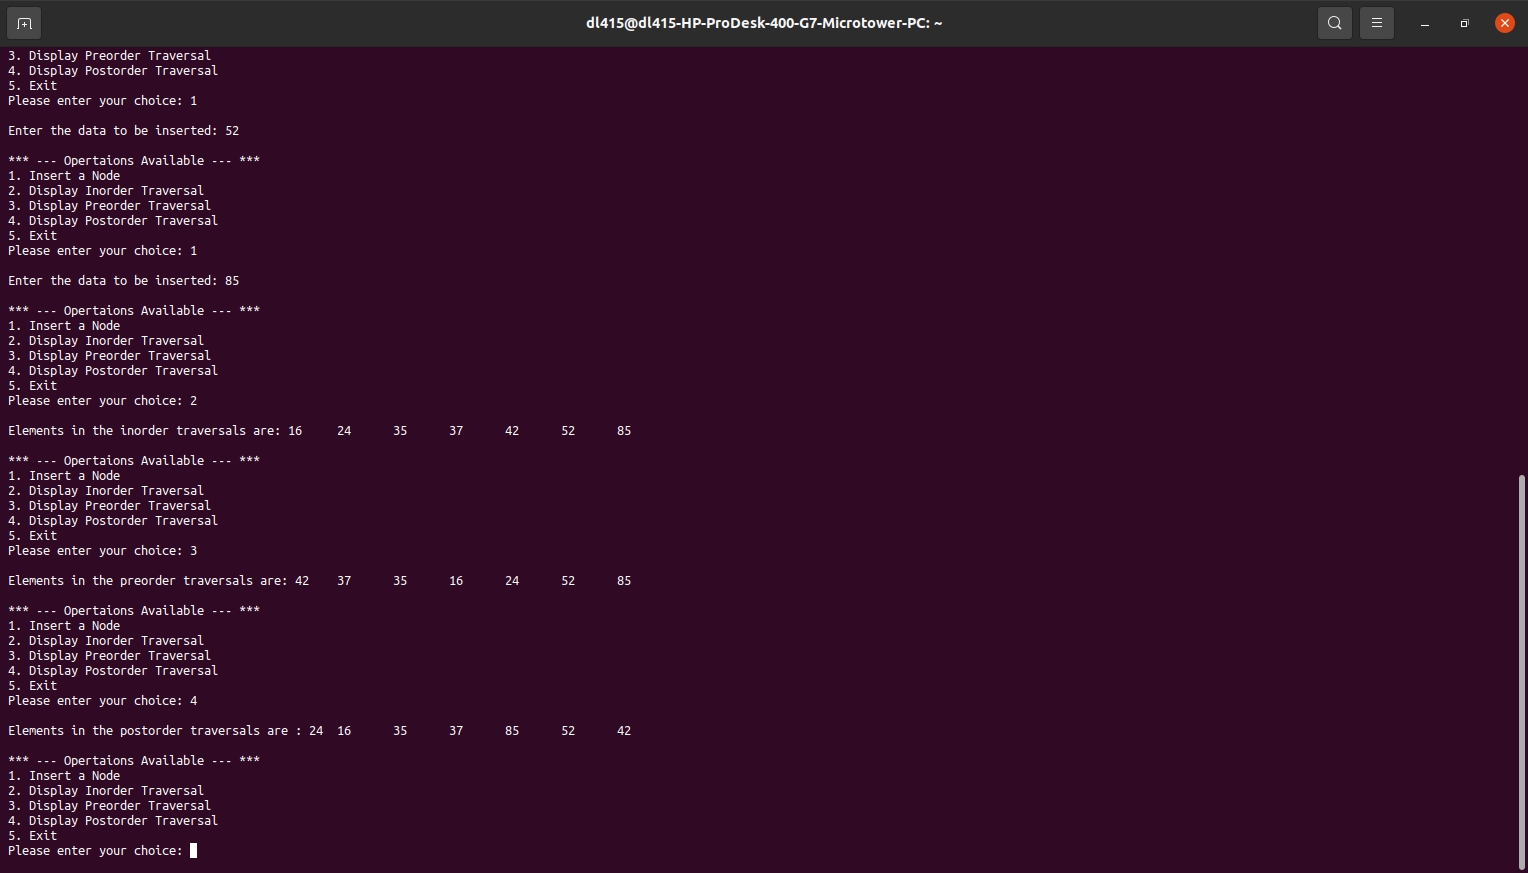 dl415@dl415-HP-ProDesk-400-G7-Microtower-PC: ~
3. Display Preorder Traversal
4. Display Postorder Traversal
5. Exit
Please enter your choice: 1
Enter the data to be inserted: 52
*** --- Opertaions Available --- ***
1. Insert a Node
2. Display Inorder Traversal
3. Display Preorder Traversal
4. Display Postorder Traversal
5. Exit
Please enter your choice: 1
Enter the data to be inserted: 85
*** --- Opertaions Available --- ***
1. Insert a Node
2. Display Inorder Traversal
3. Display Preorder Traversal
4. Display Postorder Traversal
5. Exit
Please enter your choice: 2
Elements in the inorder traversals are: 16 24 35 37 42 52 85
*** --- Opertaions Available --- ***
1. Insert a Node
2. Display Inorder Traversal
3. Display Preorder Traversal
4. Display Postorder Traversal
5. Exit
Please enter your choice: 3
Elements in the preorder traversals are: 42 37 35 16 24 52 85
*** --- Opertaions Available --- ***
1. Insert a Node
2. Display Inorder Traversal
3. Display Preorder Traversal
4. Display Postorder Traversal
5. Exit
Please enter your choice: 4
Elements in the postorder traversals are : 24 16 35 37 85 52 42
*** --- Opertaions Available --- ***
1. Insert a Node
2. Display Inorder Traversal
3. Display Preorder Traversal
4. Display Postorder Traversal
5. Exit
Please enter your choice: